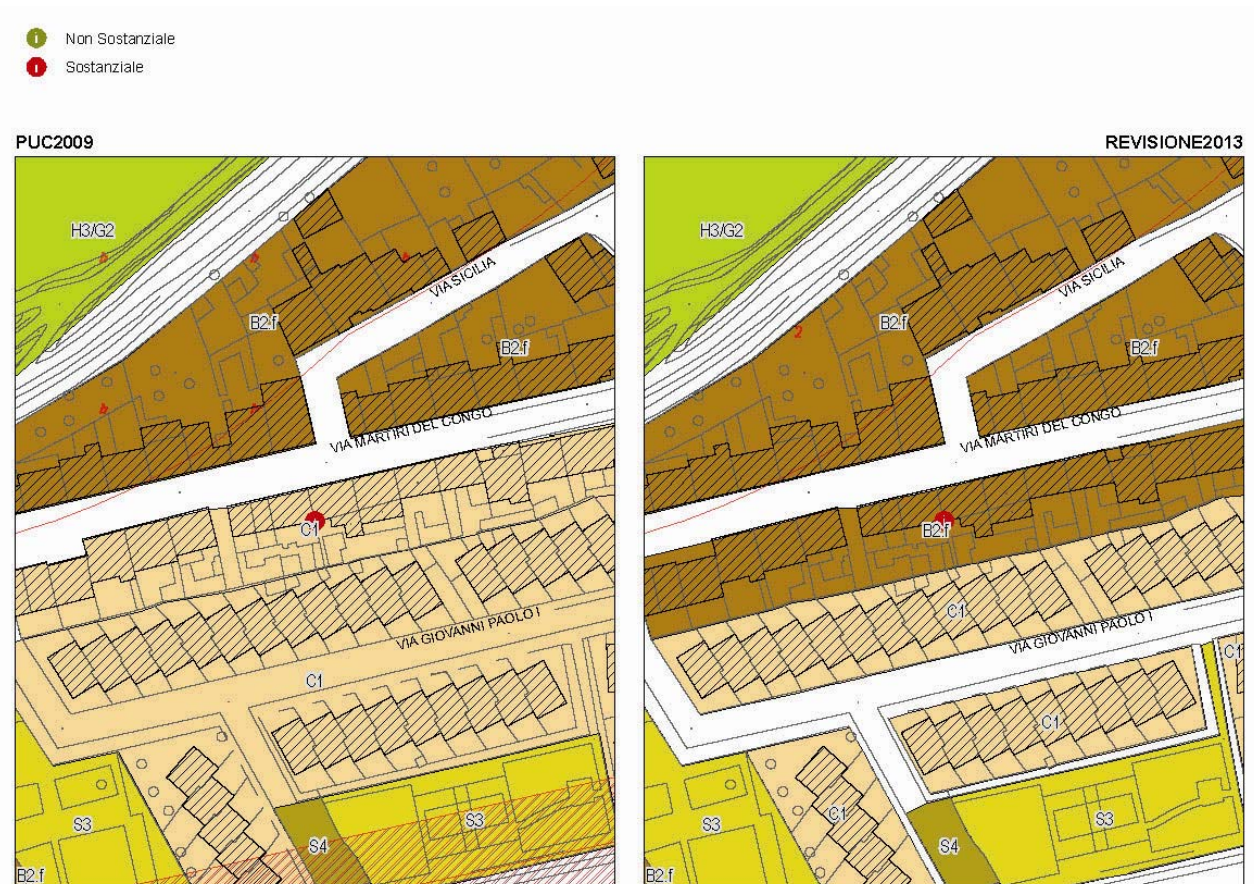 i Non Sostanziale
i Sostanziale
PUC2009
H3/G2
VIA SICILIA
B2.f
B2.f
VIA MARTIRI DEL CONGO
C1
VIA GIOVANNI PAOLO I
C1
S3
S3
S4
B2.f
REVISIONE2013
H3/G2
VIA SICILIA
2
B2.f
B2.f
VIA MARTIRI DEL CONGO
i
B2.f
C1
VIA GIOVANNI PAOLO I
C1
C1
C1
S3
S3
S4
B2.f